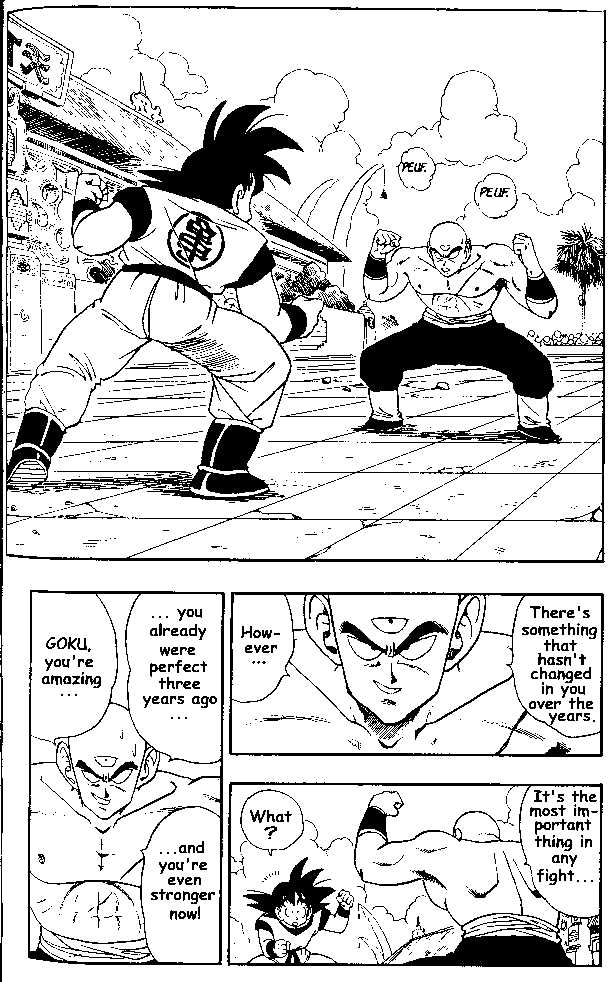 天
PEUF.
PEUF.
GOKU,
you're
amazing
...
... you
already
were
perfect
three
years ago
...
...and
you're
even
stronger
now!
How-
ever
...
There's
something
that
hasn't
changed
in you
over the
years.
What
?
It's the
most im-
portant
thing in
any
fight...